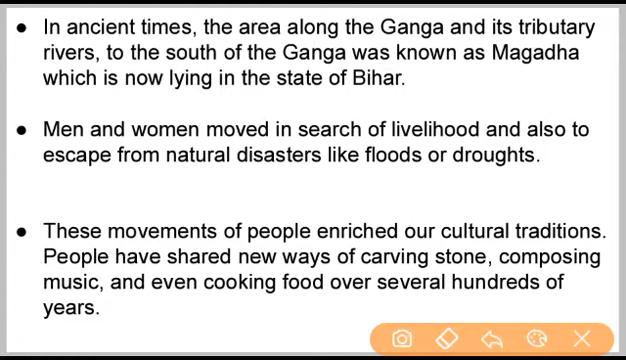 ● In ancient times, the area along the Ganga and its tributary
rivers, to the south of the Ganga was known as Magadha
which is now lying in the state of Bihar.
● Men and women moved in search of livelihood and also to
escape from natural disasters like floods or droughts.
● These movements of people enriched our cultural traditions.
People have shared new ways of carving stone, composing
music, and even cooking food over several hundreds of
years.